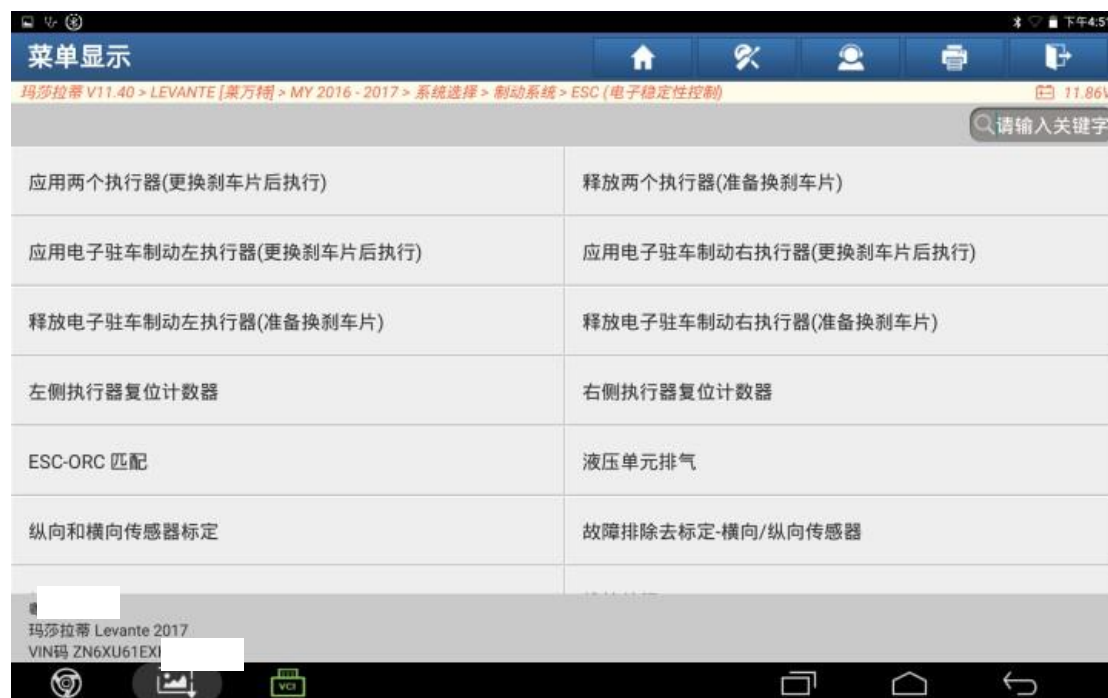 下午4:51
菜单显示
玛莎拉蒂 V11.40 > LEVANTE [莱万特] > MY 2016 - 2017 > 系统选择 > 制动系统 > ESC (电子稳定性控制) 11.86V
请输入关键字
应用两个执行器(更换刹车片后执行) 释放两个执行器(准备换刹车片)
应用电子驻车制动左执行器(更换刹车片后执行) 应用电子驻车制动右执行器(更换刹车片后执行)
释放电子驻车制动左执行器(准备换刹车片) 释放电子驻车制动右执行器(准备换刹车片)
左侧执行器复位计数器 右侧执行器复位计数器
ESC-ORC 匹配 液压单元排气
纵向和横向传感器标定 故障排除去标定-横向/纵向传感器
玛莎拉蒂 Levante 2017
VIN码 ZN6XU61EX
VCI